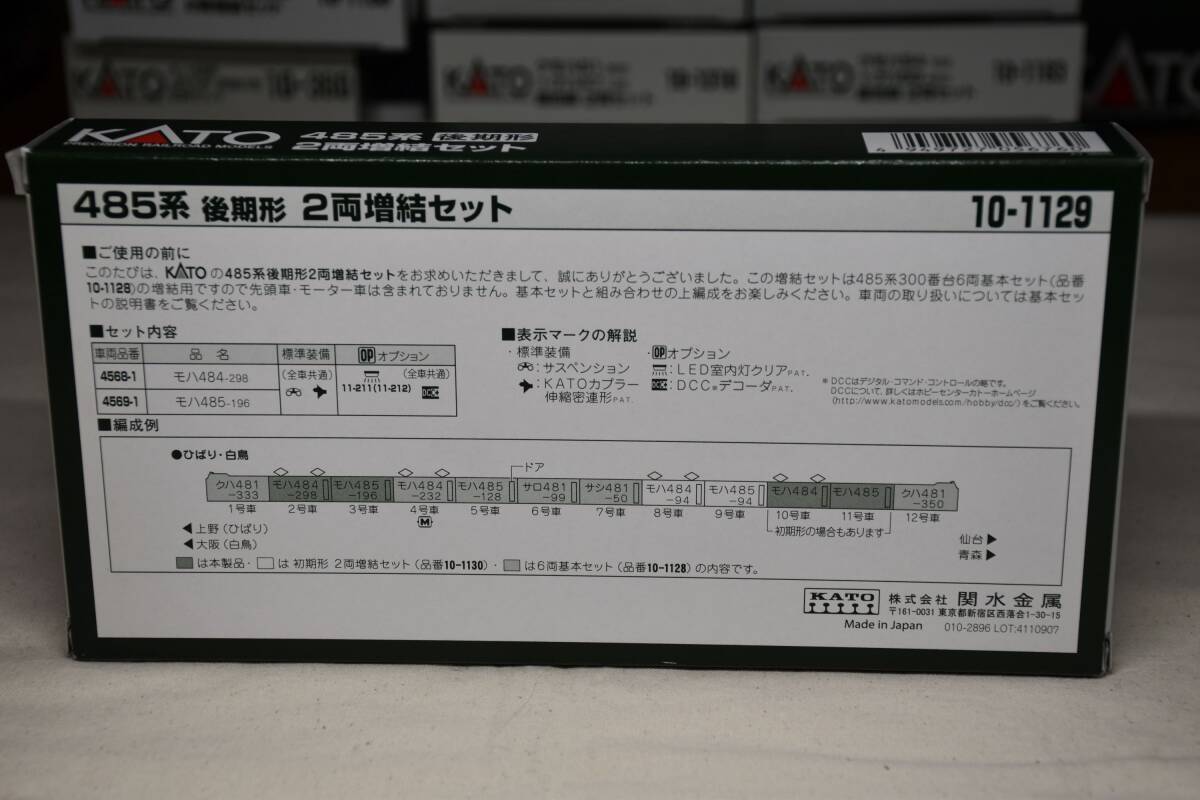 KATO 10-360
KATO 10-1016
KATO 10-1163
KATO
KATO 485系 後期形
PRECISION RAILROAD MODELS 2両増結セット
485系 後期形 2両増結セット 10-1129
■ご使用の前に
このたびは、KATOの485系後期形2両増結セットをお求めいただきまして、誠にありがとうございました。この増結セットは485系300番台6両基本セット(品番
10-1128)の増結用ですので先頭車・モーター車は含まれておりません。基本セットと組み合わせの上編成をお楽しみください。車両の取り扱いについては基本セッ
トの説明書をご覧ください。
■セット内容
車両品番 品名 標準装備 OPオプション
4568-1 モハ484-298 (全車共通) (全車共通)
4569-1 モハ485-196 11-211(11-212)
■表示マークの解説
・標準装備 ・OPオプション
:サスペンション :LED室内灯クリアPAT.
:KATOカプラー :DCC※デコーダPAT.
伸縮密連形PAT.
※DCCはデジタル・コマンド・コントロールの略です。
DCCについて、詳しくはホビーセンターカトーホームページ
(http://www.katomodels.com/hobby/dcc/)をご覧ください。
■編成例
●ひばり・白鳥
ドア
クハ481 モハ484 モハ485 モハ484 モハ485 サロ481 サシ481 モハ484 モハ485 モハ484 モハ485 クハ481
-333 -298 -196 -232 -128 -99 -50 -94 -94 -350
1号車 2号車 3号車 4号車 5号車 6号車 7号車 8号車 9号車 10号車 11号車 12号車
M
初期形の場合もあります
◀上野(ひばり) 仙台▶
◀大阪(白鳥) 青森▶
は本製品・ は 初期形 2両増結セット(品番10-1130)・ は6両基本セット(品番10-1128)の内容です。
KATO 株式会社 関水金属
〒161-0031 東京都新宿区西落合1-30-15
Made in Japan 010-2896 LOT:4110907